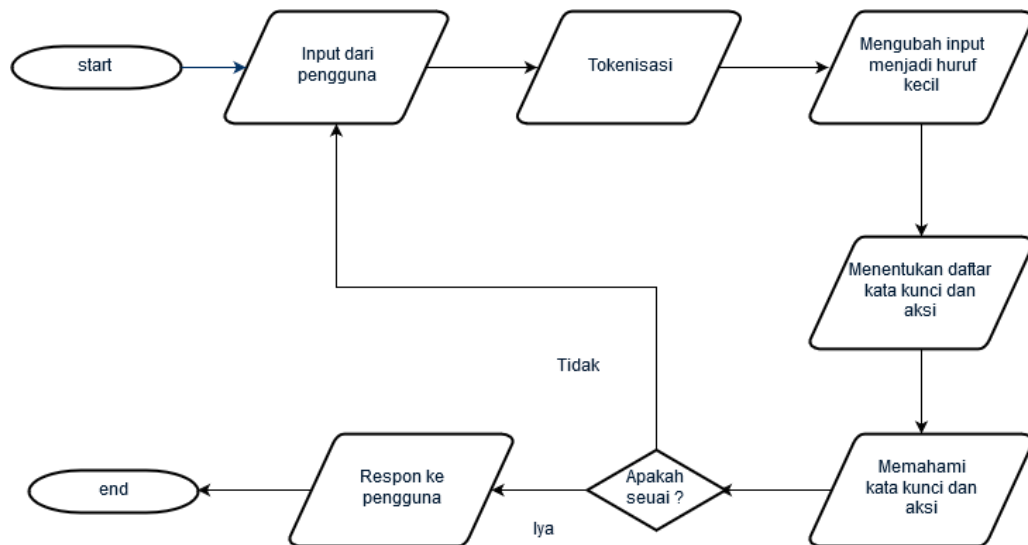 start
Input dari
pengguna
Tokenisasi
Mengubah input
menjadi huruf
kecil
Menentukan daftar
kata kunci dan
aksi
Tidak
Memahami
kata kunci dan
aksi
Apakah
seuai ?
Iya
Respon ke
pengguna
end